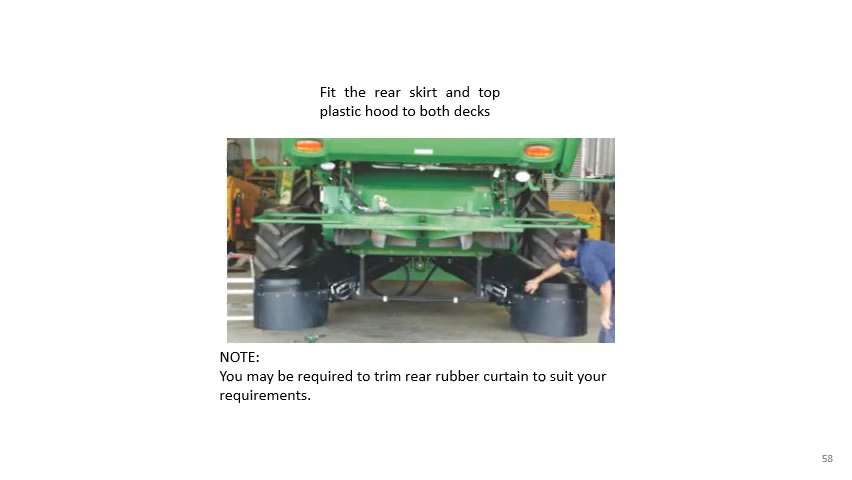 Fit the rear skirt and top
plastic hood to both decks
NOTE:
You may be required to trim rear rubber curtain to suit your
requirements.
58